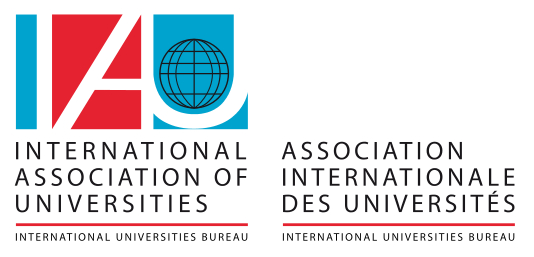 IAU
INTERNATIONAL
ASSOCIATION OF
UNIVERSITIES
INTERNATIONAL UNIVERSITIES BUREAU
ASSOCIATION
INTERNATIONALE
DES UNIVERSITÉS
INTERNATIONAL UNIVERSITIES BUREAU